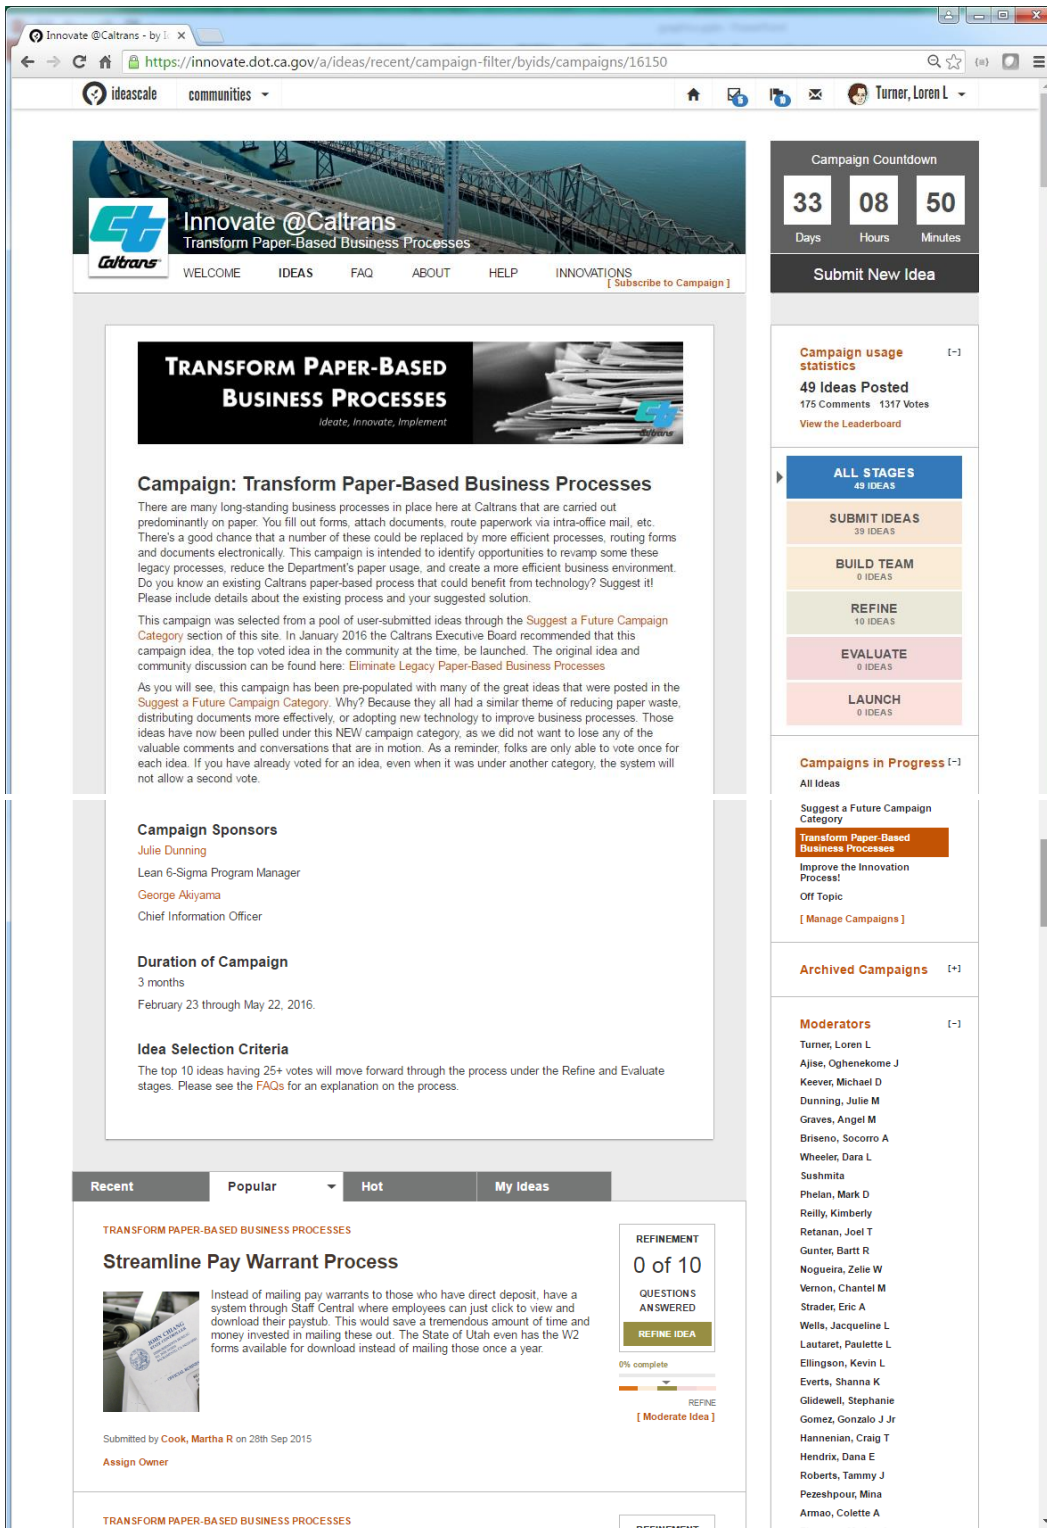 Innovate @Caltrans - by Id
https://innovate.dot.ca.gov/a/ideas/recent/campaign-filter/byids/campaigns/16150
ideascale
communities
Turner, Loren L
Innovate @Caltrans
Transform Paper-Based Business Processes
Caltrans
WELCOME IDEAS FAQ ABOUT HELP INNOVATIONS
[ Subscribe to Campaign ]
Campaign Countdown
33 08 50
Days Hours Minutes
Submit New Idea
TRANSFORM PAPER-BASED
BUSINESS PROCESSES
Ideate, Innovate, Implement
Caltrans
Campaign: Transform Paper-Based Business Processes
There are many long-standing business processes in place here at Caltrans that are carried out
predominantly on paper. You fill out forms, attach documents, route paperwork via intra-office mail, etc.
There's a good chance that a number of these could be replaced by more efficient processes, routing forms
and documents electronically. This campaign is intended to identify opportunities to revamp some these
legacy processes, reduce the Department's paper usage, and create a more efficient business environment.
Do you know an existing Caltrans paper-based process that could benefit from technology? Suggest it!
Please include details about the existing process and your suggested solution.
This campaign was selected from a pool of user-submitted ideas through the Suggest a Future Campaign
Category section of this site. In January 2016 the Caltrans Executive Board recommended that this
campaign idea, the top voted idea in the community at the time, be launched. The original idea and
community discussion can be found here: Eliminate Legacy Paper-Based Business Processes
As you will see, this campaign has been pre-populated with many of the great ideas that were posted in the
Suggest a Future Campaign Category. Why? Because they all had a similar theme of reducing paper waste,
distributing documents more effectively, or adopting new technology to improve business processes. Those
ideas have now been pulled under this NEW campaign category, as we did not want to lose any of the
valuable comments and conversations that are in motion. As a reminder, folks are only able to vote once for
each idea. If you have already voted for an idea, even when it was under another category, the system will
not allow a second vote.
Campaign Sponsors
Julie Dunning
Lean 6-Sigma Program Manager
George Akiyama
Chief Information Officer
Duration of Campaign
3 months
February 23 through May 22, 2016.
Idea Selection Criteria
The top 10 ideas having 25+ votes will move forward through the process under the Refine and Evaluate
stages. Please see the FAQs for an explanation on the process.
Recent Popular Hot My Ideas
TRANSFORM PAPER-BASED BUSINESS PROCESSES
Streamline Pay Warrant Process
JOHN CHIANG
Instead of mailing pay warrants to those who have direct deposit, have a
system through Staff Central where employees can just click to view and
download their paystub. This would save a tremendous amount of time and
money invested in mailing these out. The State of Utah even has the W2
forms available for download instead of mailing those once a year.
Submitted by Cook, Martha R on 28th Sep 2015
Assign Owner
REFINEMENT
0 of 10
QUESTIONS
ANSWERED
REFINE IDEA
0% complete
REFINE
[ Moderate Idea ]
TRANSFORM PAPER-BASED BUSINESS PROCESSES
REFINEMENT
Campaign usage [-]
statistics
49 Ideas Posted
175 Comments 1317 Votes
View the Leaderboard
ALL STAGES
49 IDEAS
SUBMIT IDEAS
39 IDEAS
BUILD TEAM
0 IDEAS
REFINE
10 IDEAS
EVALUATE
0 IDEAS
LAUNCH
0 IDEAS
Campaigns in Progress [-]
All Ideas
Suggest a Future Campaign
Category
Transform Paper-Based
Business Processes
Improve the Innovation
Process!
Off Topic
[ Manage Campaigns ]
Archived Campaigns [+]
Moderators [-]
Turner, Loren L
Ajise, Oghenekome J
Keever, Michael D
Dunning, Julie M
Graves, Angel M
Briseno, Socorro A
Wheeler, Dara L
Sushmita
Phelan, Mark D
Reilly, Kimberly
Retanan, Joel T
Gunter, Bartt R
Nogueira, Zelie W
Vernon, Chantel M
Strader, Eric A
Wells, Jacqueline L
Lautaret, Paulette L
Ellingson, Kevin L
Everts, Shanna K
Glidewell, Stephanie
Gomez, Gonzalo J Jr
Hannenian, Craig T
Hendrix, Dana E
Roberts, Tammy J
Pezeshpour, Mina
Armao, Colette A